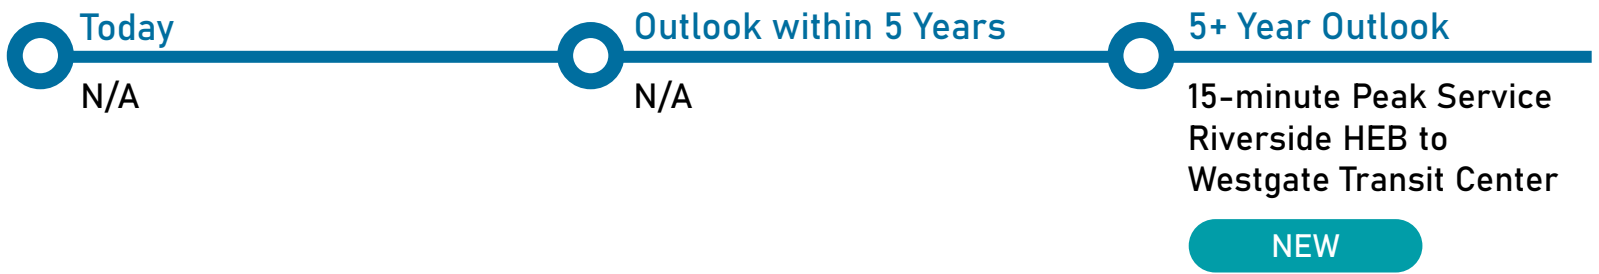 Today
N/A
Outlook within 5 Years
N/A
5+ Year Outlook
15-minute Peak Service
Riverside HEB to
Westgate Transit Center
NEW